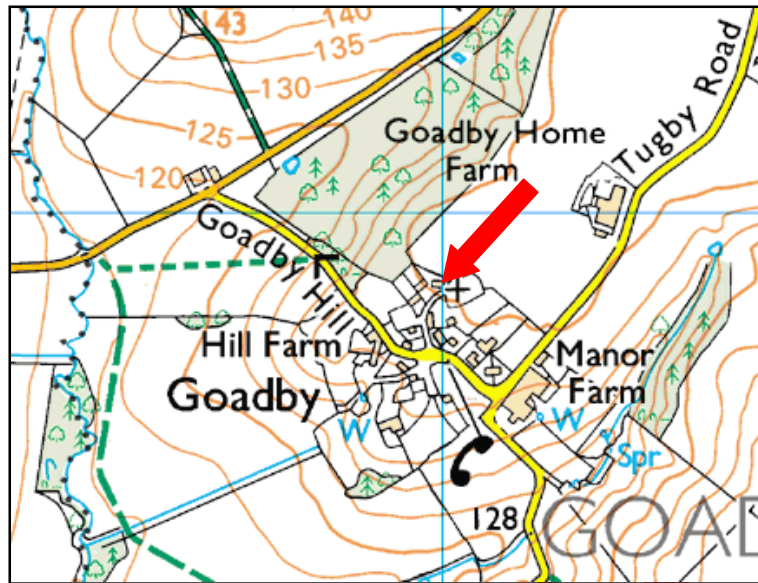 143
140
135
130
125
120
Goadby Home
Farm
Tugby Road
Goadby Hill
Hill Farm
Goadby
Manor
Farm
W
W
Spr
128
GOAD